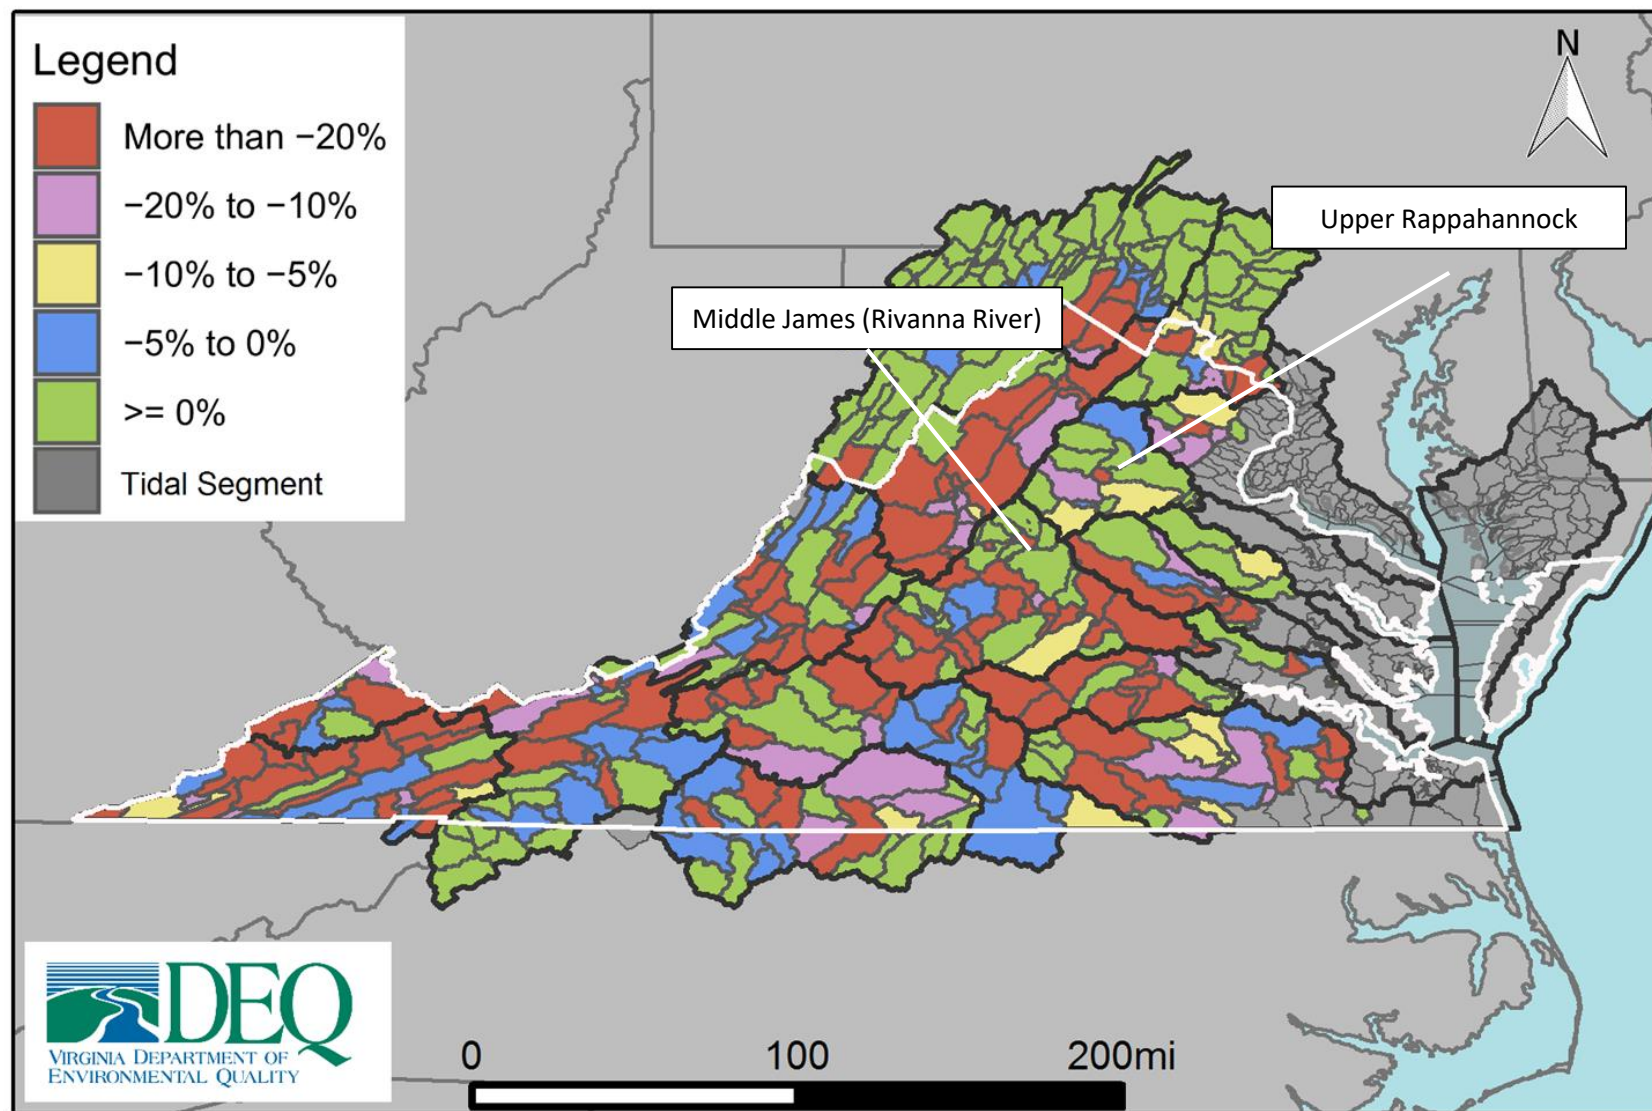 Legend
More than −20%
−20% to −10%
−10% to −5%
−5% to 0%
>= 0%
Tidal Segment
N
Upper Rappahannock
Middle James (Rivanna River)
DEQ
VIRGINIA DEPARTMENT OF
ENVIRONMENTAL QUALITY
0 100 200mi